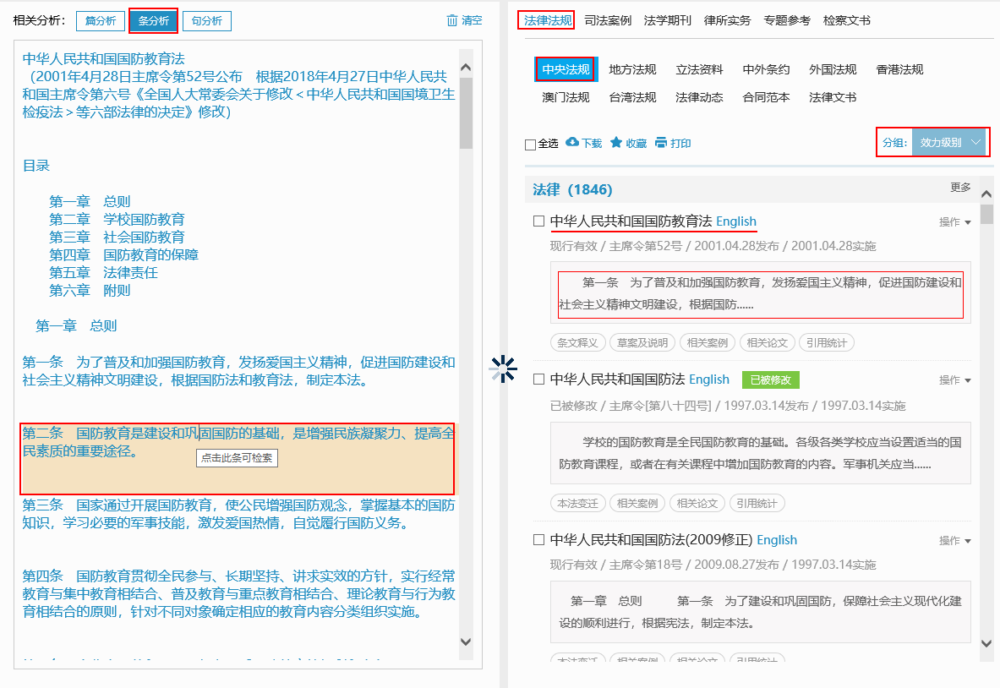 相关分析： 篇分析 条分析 句分析 清空
中华人民共和国国防教育法
（2001年4月28日主席令第52号公布　根据2018年4月27日中华人民共
和国主席令第六号《全国人大常委会关于修改＜中华人民共和国国境卫生
检疫法＞等六部法律的决定》修改）
目录
第一章　总则
第二章　学校国防教育
第三章　社会国防教育
第四章　国防教育的保障
第五章　法律责任
第六章　附则
第一章　总则
第一条　为了普及和加强国防教育，发扬爱国主义精神，促进国防建设和
社会主义精神文明建设，根据国防法和教育法，制定本法。
第二条　国防教育是建设和巩固国防的基础，是增强民族凝聚力、提高全
民素质的重要途径。
点击此条可检索
第三条　国家通过开展国防教育，使公民增强国防观念，掌握基本的国防
知识，学习必要的军事技能，激发爱国热情，自觉履行国防义务。
第四条　国防教育贯彻全民参与、长期坚持、讲求实效的方针，实行经常
教育与集中教育相结合、普及教育与重点教育相结合、理论教育与行为教
育相结合的原则，针对不同对象确定相应的教育内容分类组织实施。
法律法规 司法案例 法学期刊 律所实务 专题参考 检察文书
中央法规 地方法规 立法资料 中外条约 外国法规 香港法规
澳门法规 台湾法规 法律动态 合同范本 法律文书
全选 下载 收藏 打印 分组: 效力级别
法律（1846） 更多
中华人民共和国国防教育法 English 操作
现行有效 / 主席令第52号 / 2001.04.28发布 / 2001.04.28实施
第一条　为了普及和加强国防教育，发扬爱国主义精神，促进国防建设和
社会主义精神文明建设，根据国防......
条文释义 草案及说明 相关案例 相关论文 引用统计
中华人民共和国国防法 English 已被修改 操作
已被修改 / 主席令[第八十四号] / 1997.03.14发布 / 1997.03.14实施
学校的国防教育是全民国防教育的基础。各级各类学校应当设置适当的国
防教育课程，或者在有关课程中增加国防教育的内容。军事机关应当......
本法变迁 相关案例 相关论文 引用统计
中华人民共和国国防法(2009修正) English 操作
现行有效 / 主席令第18号 / 2009.08.27发布 / 1997.03.14实施
第一章　总则　　　第一条　为了建设和巩固国防，保障社会主义现代化建
设的顺利进行，根据宪法，制定本法。
本法变迁 相关案例 相关论文 引用统计